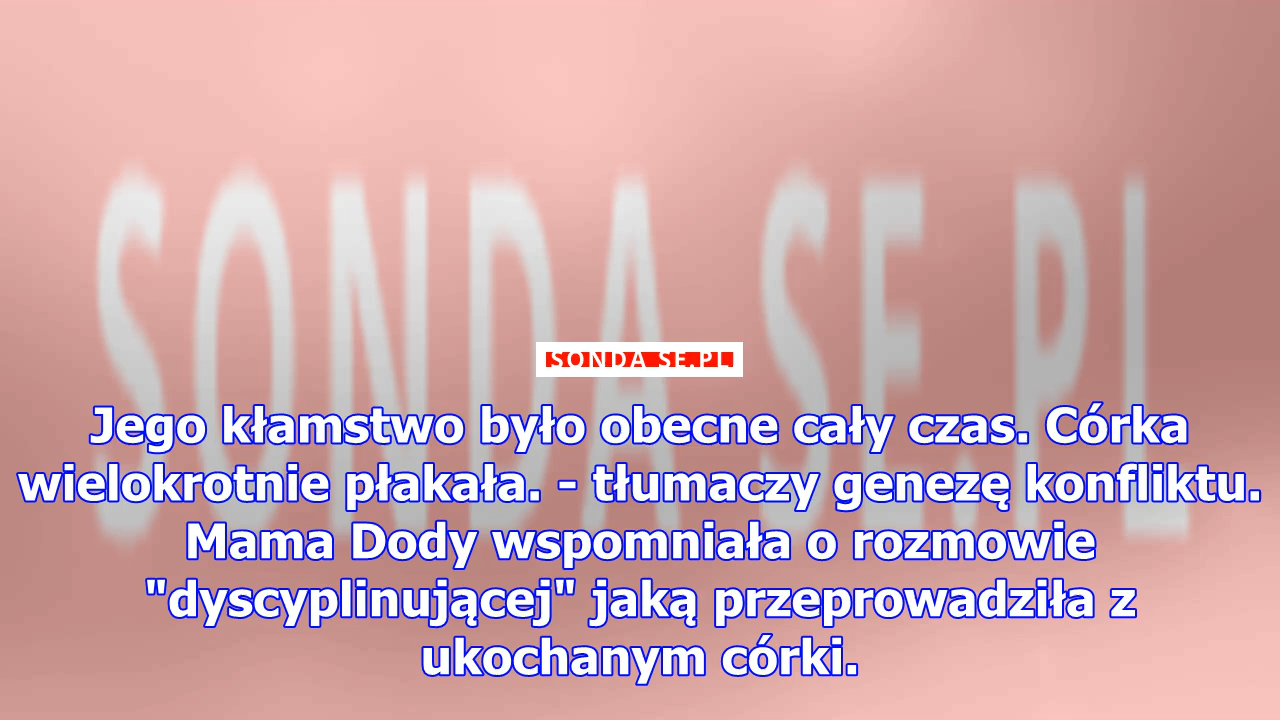 SONDA SE.PL
SONDA SE.PL
Jego kłamstwo było obecne cały czas. Córka
wielokrotnie płakała. - tłumaczy genezę konfliktu.
Mama Dody wspomniała o rozmowie
"dyscyplinującej" jaką przeprowadziła z
ukochanym córki.